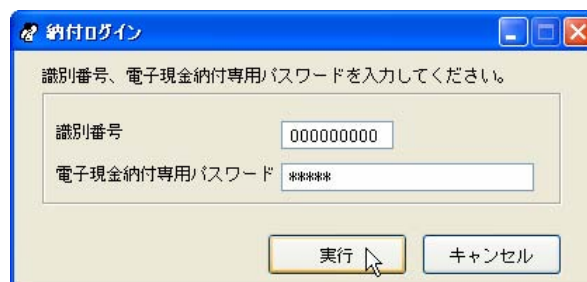 納付ログイン
識別番号、電子現金納付専用パスワードを入力してください。
識別番号 000000000
電子現金納付専用パスワード *****
実行 キャンセル